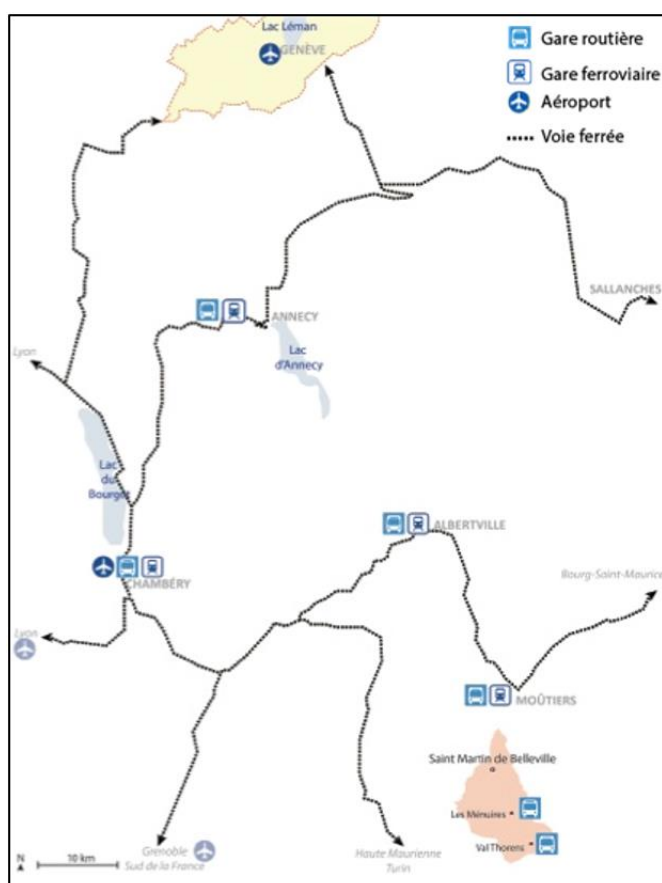 Lac Léman
GENÈVE
Gare routière
Gare ferroviaire
Aéroport
Voie ferrée
SALLANCHES
ANNECY
Lac
d'Annecy
Lyon
Lac
du
Bourget
ALBERTVILLE
Bourg-Saint-Maurice
CHAMBÉRY
Lyon
MOÛTIERS
Saint Martin de Belleville
Les Ménuires
Val Thorens
N
10 km
Grenoble
Sud de la France
Haute Maurienne
Turin